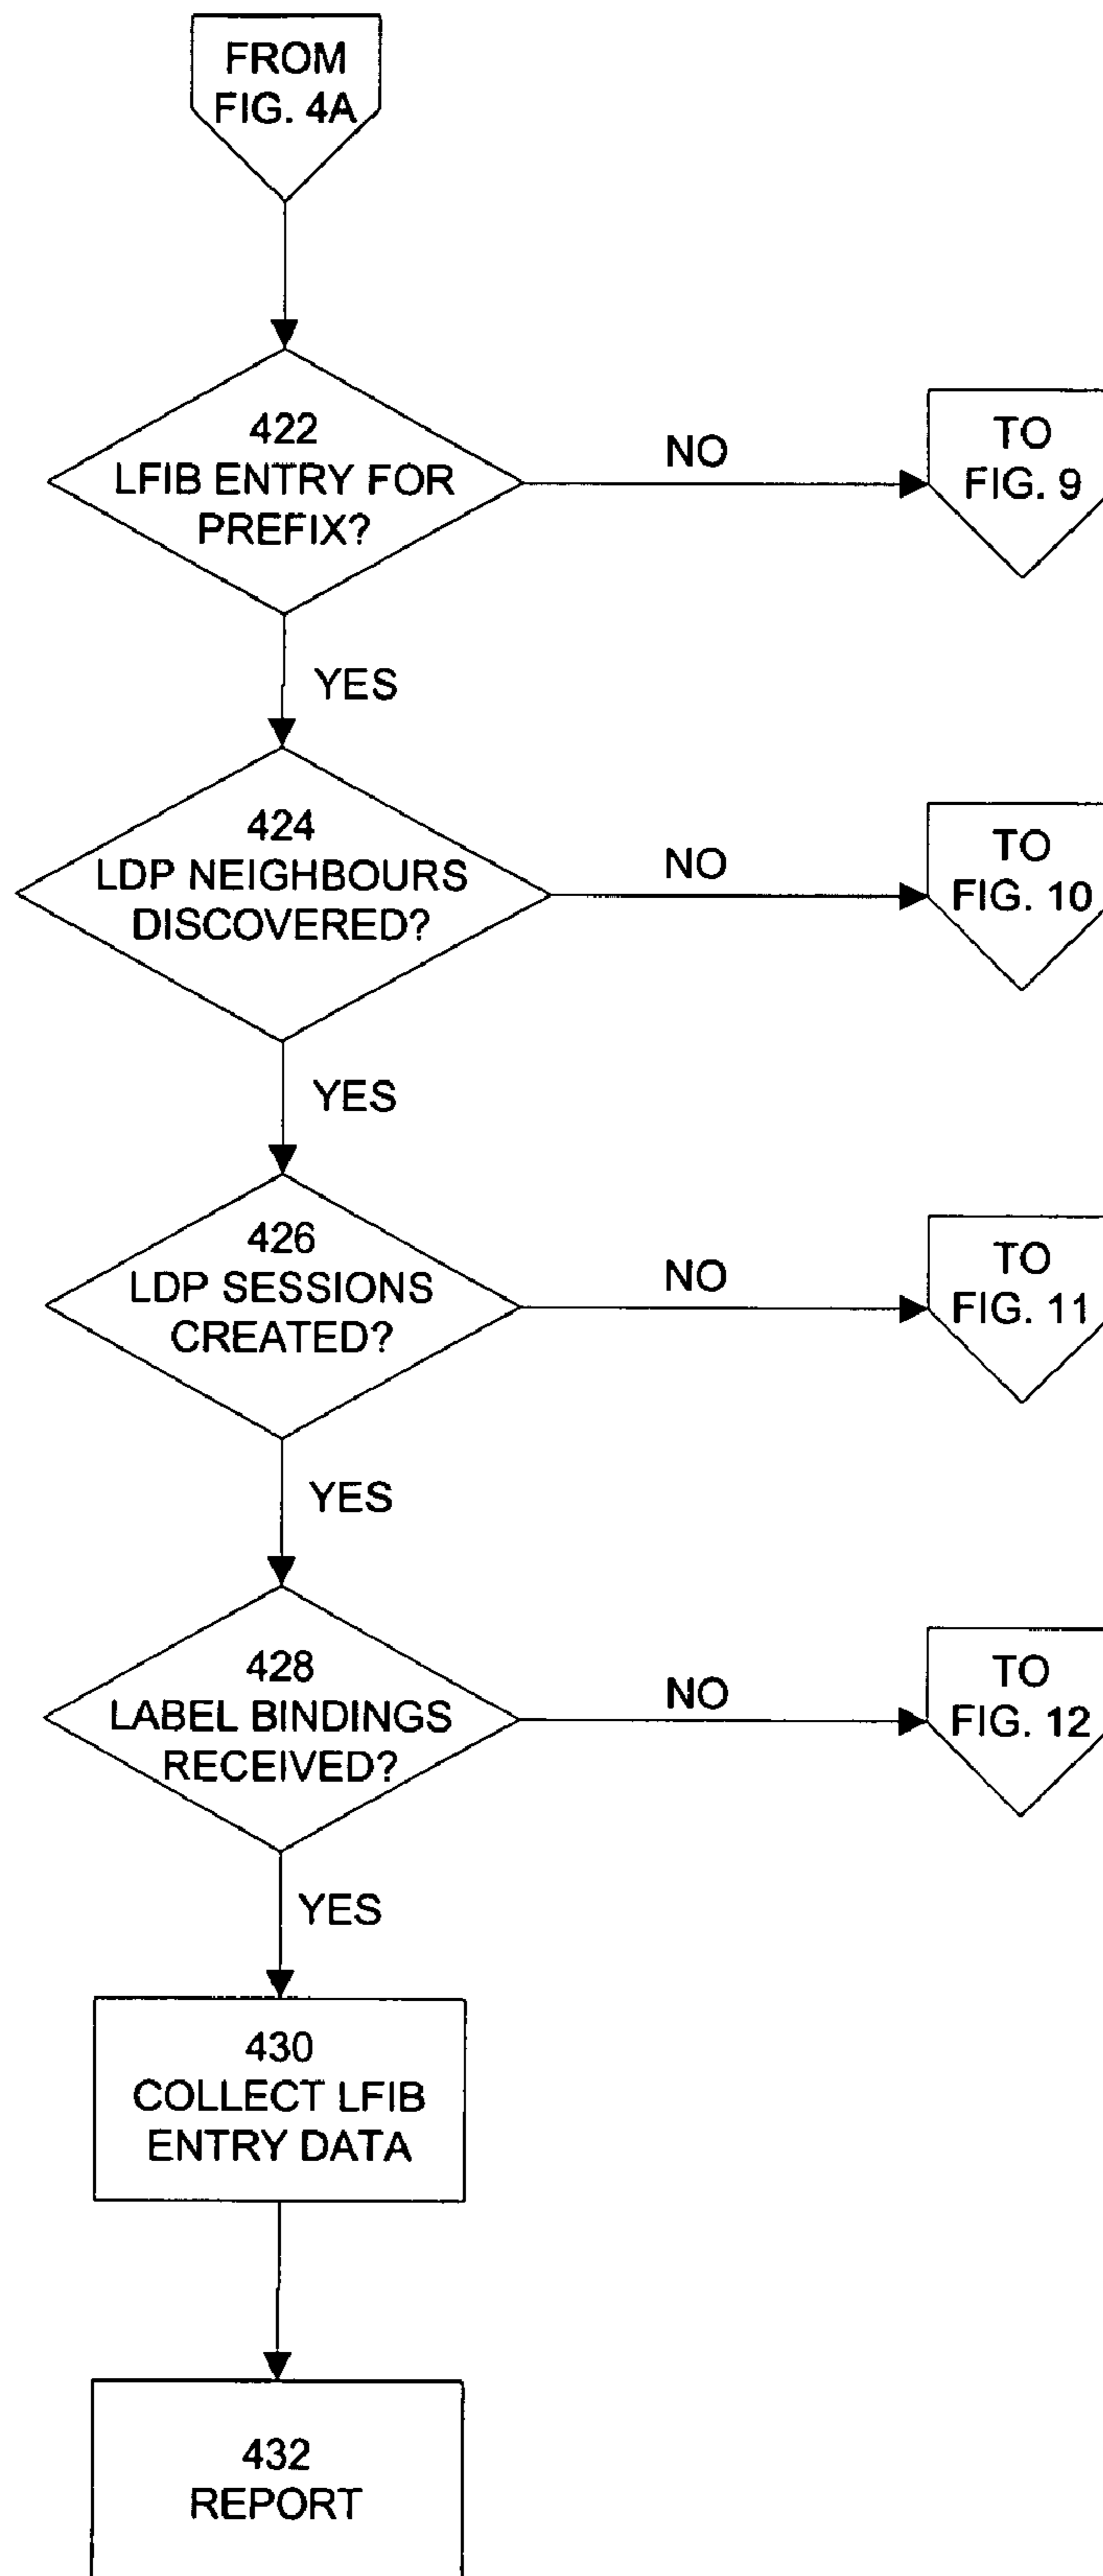 FROM
FIG. 4A
422
LFIB ENTRY FOR
PREFIX?
NO
TO
FIG. 9
YES
424
LDP NEIGHBOURS
DISCOVERED?
NO
TO
FIG. 10
YES
426
LDP SESSIONS
CREATED?
NO
TO
FIG. 11
YES
428
LABEL BINDINGS
RECEIVED?
NO
TO
FIG. 12
YES
430
COLLECT LFIB
ENTRY DATA
432
REPORT